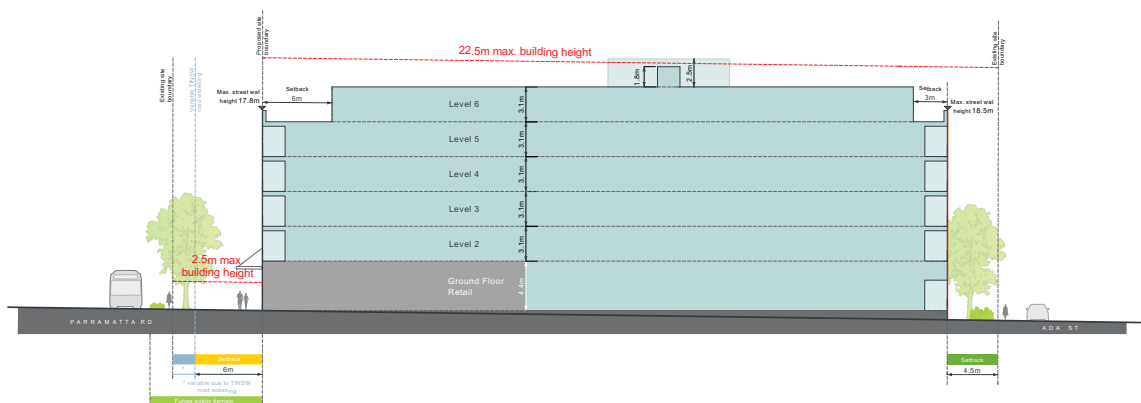 Proposed site
boundary
Existing site
boundary
22.5m max. building height
Existing site
boundary
Variable TfNSW
road widening
1.8m
2.5m
Max. street wal
height 17.8m
Setback
6m
Level 6
3.1m
Setback
3m
Max. street wal
height 18.5m
Level 5
3.1m
Level 4
3.1m
Level 3
3.1m
Level 2
3.1m
2.5m max.
building height
Ground Floor
Retail
4.4m
PARRAMATTA RD
ADA ST
Setback
6m
*
* variable due to TfNSW
road widening
Future public domain
Setback
4.5m